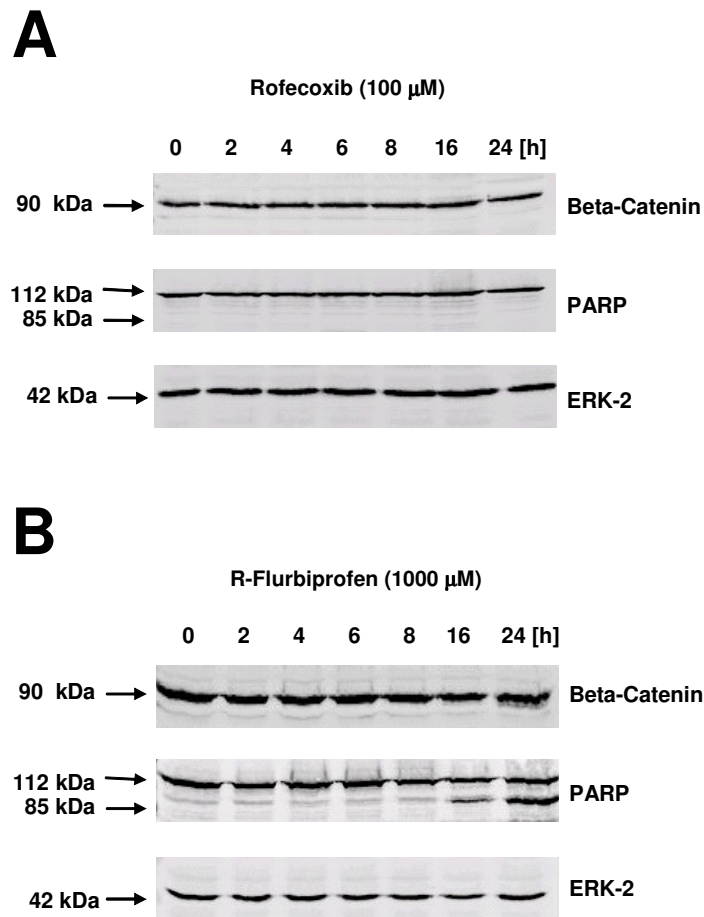 A
Rofecoxib (100 µM)
0 2 4 6 8 16 24 [h]
90 kDa Beta-Catenin
112 kDa
PARP
85 kDa
42 kDa ERK-2
B
R-Flurbiprofen (1000 µM)
0 2 4 6 8 16 24 [h]
90 kDa Beta-Catenin
112 kDa
PARP
85 kDa
ERK-2
42 kDa